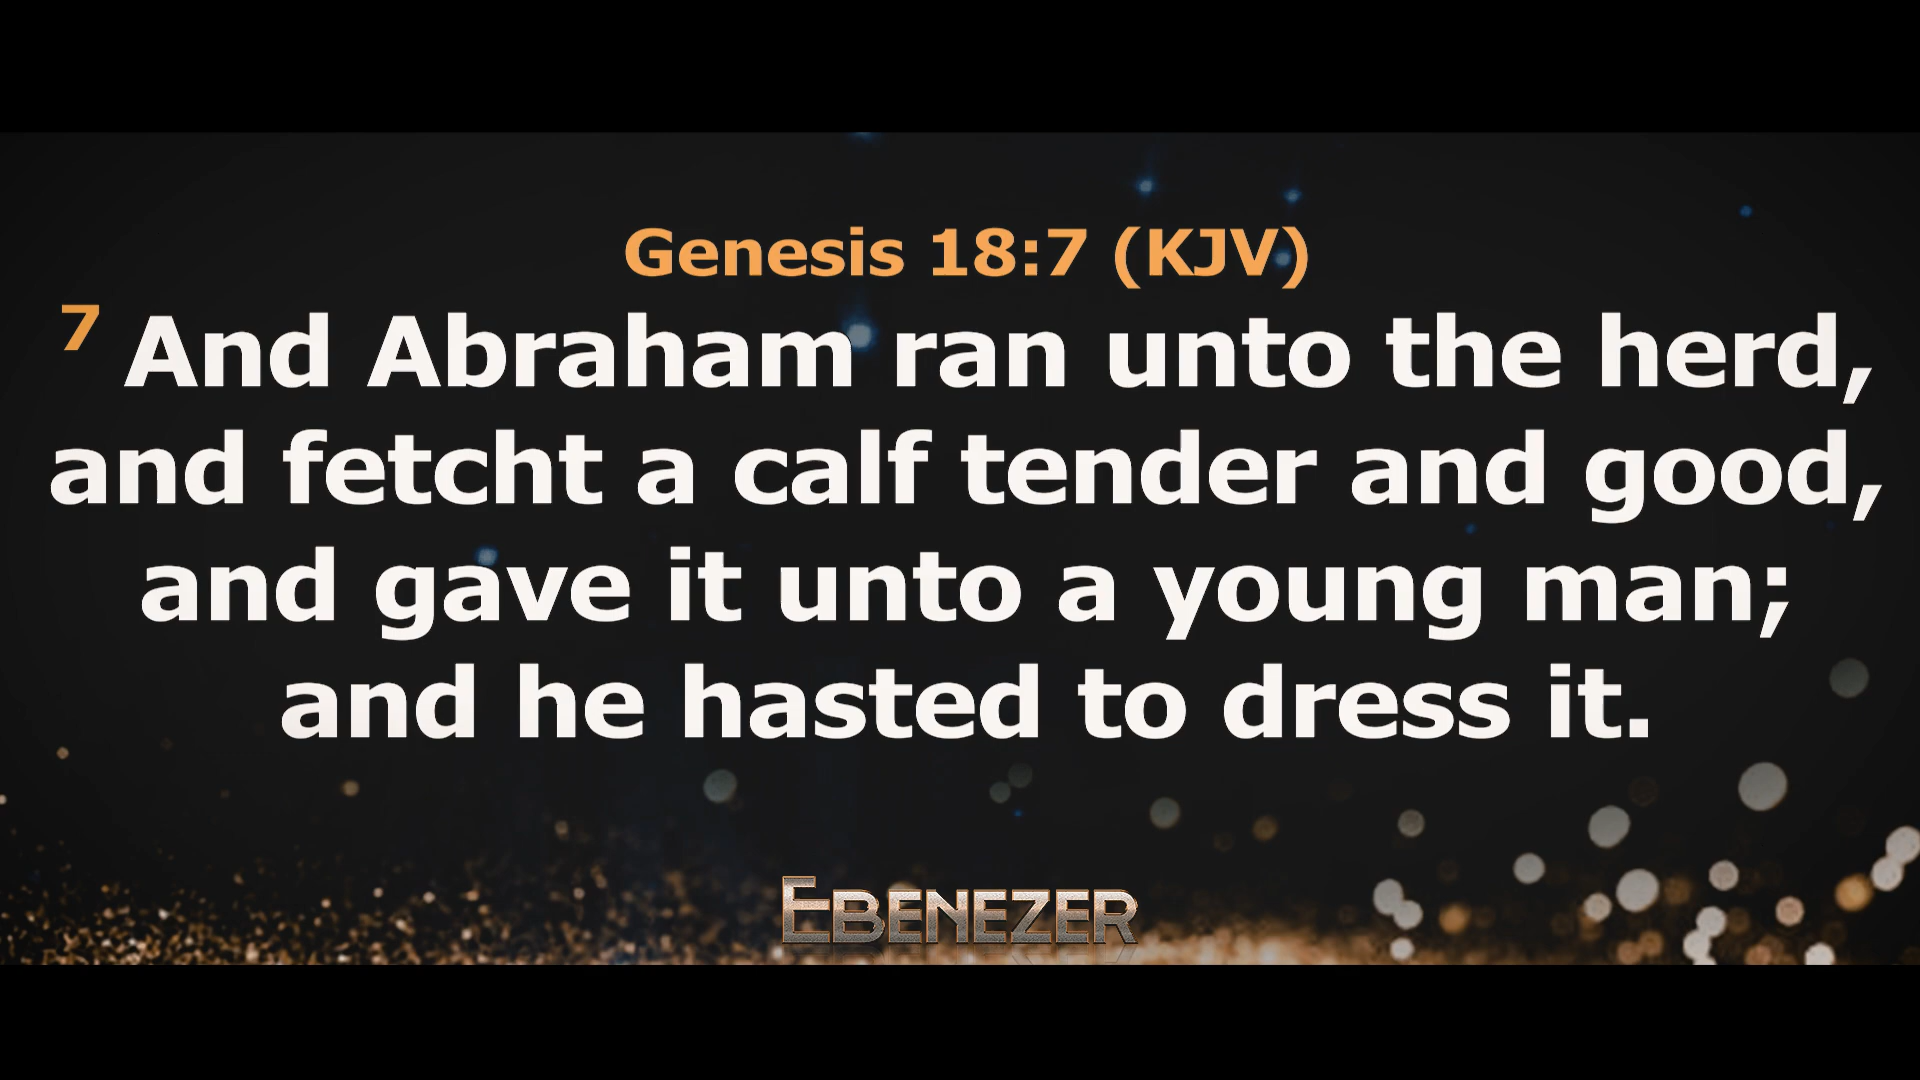 Genesis 18:7 (KJV)
7 And Abraham ran unto the herd,
and fetcht a calf tender and good,
and gave it unto a young man;
and he hasted to dress it.
EBENEZER